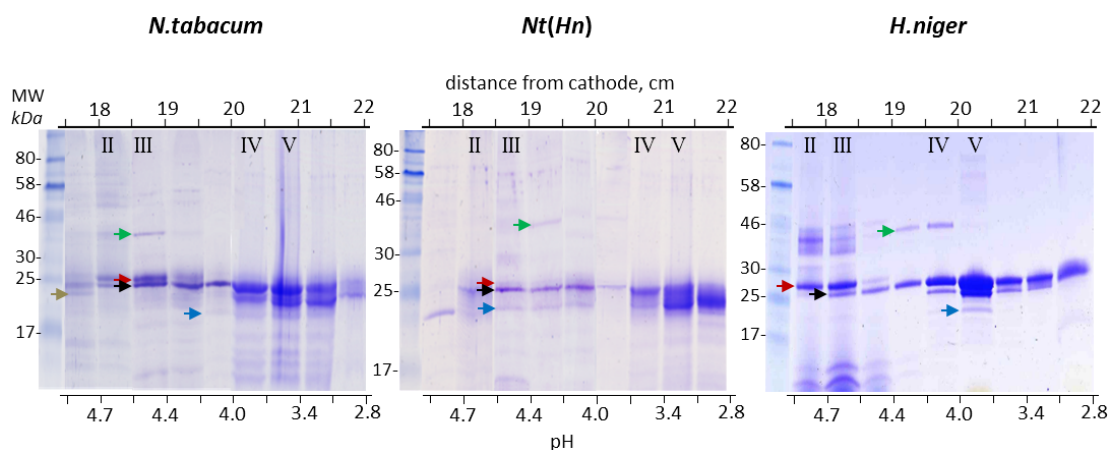 N.tabacum Nt(Hn) H.niger
distance from cathode, cm
MW
kDa
18 19 20 21 22
18 19 20 21 22
18 19 20 21 22
II III IV V
II III IV V
II III IV V
80-
58-
46-
30-
25-
17-
80-
58-
46-
30-
25-
17-
80-
58-
46-
30-
25-
17-
4.7 4.4 4.0 3.4 2.8
4.7 4.4 4.0 3.4 2.8
4.7 4.4 4.0 3.4 2.8
pH